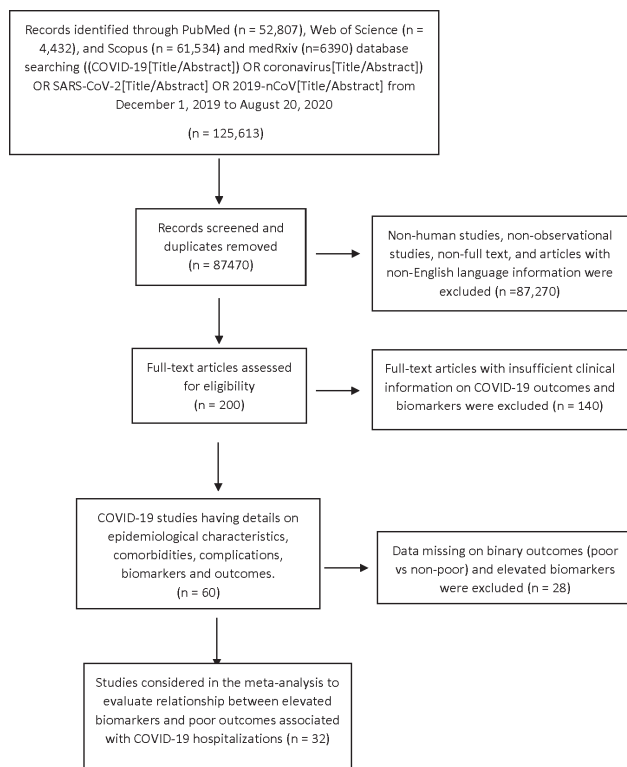 Records identified through PubMed (n = 52,807), Web of Science (n =
4,432), and Scopus (n = 61,534) and medRxiv (n=6390) database
searching ((COVID-19[Title/Abstract]) OR coronavirus[Title/Abstract])
OR SARS-CoV-2[Title/Abstract] OR 2019-nCoV[Title/Abstract] from
December 1, 2019 to August 20, 2020
(n = 125,613)
Records screened and
duplicates removed
(n = 87470)
Non-human studies, non-observational
studies, non-full text, and articles with
non-English language information were
excluded (n =87,270)
Full-text articles assessed
for eligibility
(n = 200)
Full-text articles with insufficient clinical
information on COVID-19 outcomes and
biomarkers were excluded (n = 140)
COVID-19 studies having details on
epidemiological characteristics,
comorbidities, complications,
biomarkers and outcomes.
(n = 60)
Data missing on binary outcomes (poor
vs non-poor) and elevated biomarkers
were excluded (n = 28)
Studies considered in the meta-analysis to
evaluate relationship between elevated
biomarkers and poor outcomes associated
with COVID-19 hospitalizations (n = 32)